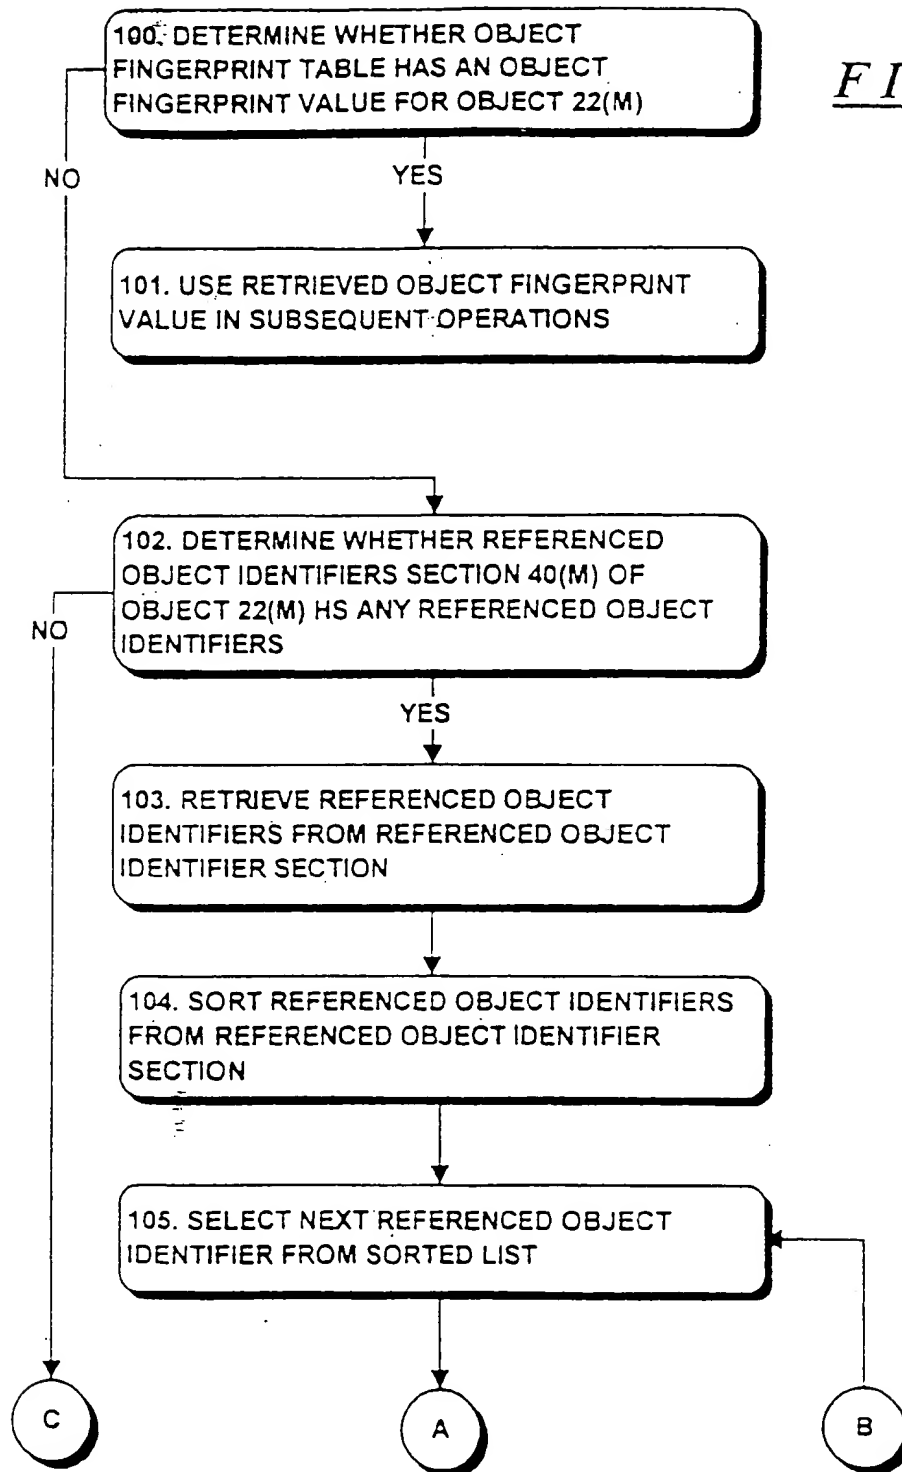 100. DETERMINE WHETHER OBJECT
FINGERPRINT TABLE HAS AN OBJECT
FINGERPRINT VALUE FOR OBJECT 22(M)
F I
NO
YES
101. USE RETRIEVED OBJECT FINGERPRINT
VALUE IN SUBSEQUENT OPERATIONS
102. DETERMINE WHETHER REFERENCED
OBJECT IDENTIFIERS SECTION 40(M) OF
OBJECT 22(M) HS ANY REFERENCED OBJECT
IDENTIFIERS
NO
YES
103. RETRIEVE REFERENCED OBJECT
IDENTIFIERS FROM REFERENCED OBJECT
IDENTIFIER SECTION
104. SORT REFERENCED OBJECT IDENTIFIERS
FROM REFERENCED OBJECT IDENTIFIER
SECTION
105. SELECT NEXT REFERENCED OBJECT
IDENTIFIER FROM SORTED LIST
C
A
B